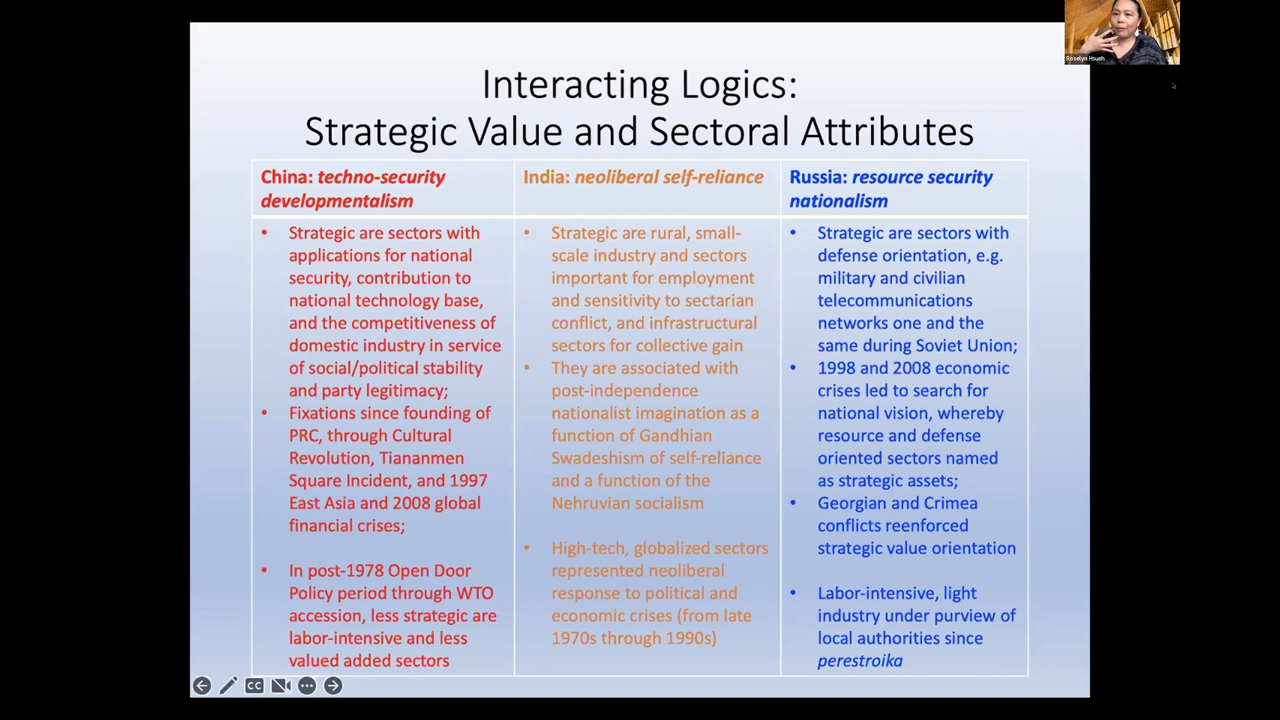 Roselyn Hsueh
Interacting Logics:
Strategic Value and Sectoral Attributes
China: techno-security
developmentalism
• Strategic are sectors with
applications for national
security, contribution to
national technology base,
and the competitiveness of
domestic industry in service
of social/political stability
and party legitimacy;
• Fixations since founding of
PRC, through Cultural
Revolution, Tiananmen
Square Incident, and 1997
East Asia and 2008 global
financial crises;
• In post-1978 Open Door
Policy period through WTO
accession, less strategic are
labor-intensive and less
valued added sectors
India: neoliberal self-reliance
• Strategic are rural, small-
scale industry and sectors
important for employment
and sensitivity to sectarian
conflict, and infrastructural
sectors for collective gain
• They are associated with
post-independence
nationalist imagination as a
function of Gandhian
Swadeshism of self-reliance
and a function of the
Nehruvian socialism
• High-tech, globalized sectors
represented neoliberal
response to political and
economic crises (from late
1970s through 1990s)
Russia: resource security
nationalism
• Strategic are sectors with
defense orientation, e.g.
military and civilian
telecommunications
networks one and the
same during Soviet Union;
• 1998 and 2008 economic
crises led to search for
national vision, whereby
resource and defense
oriented sectors named
as strategic assets;
• Georgian and Crimea
conflicts reenforced
strategic value orientation
• Labor-intensive, light
industry under purview of
local authorities since
perestroika
CC